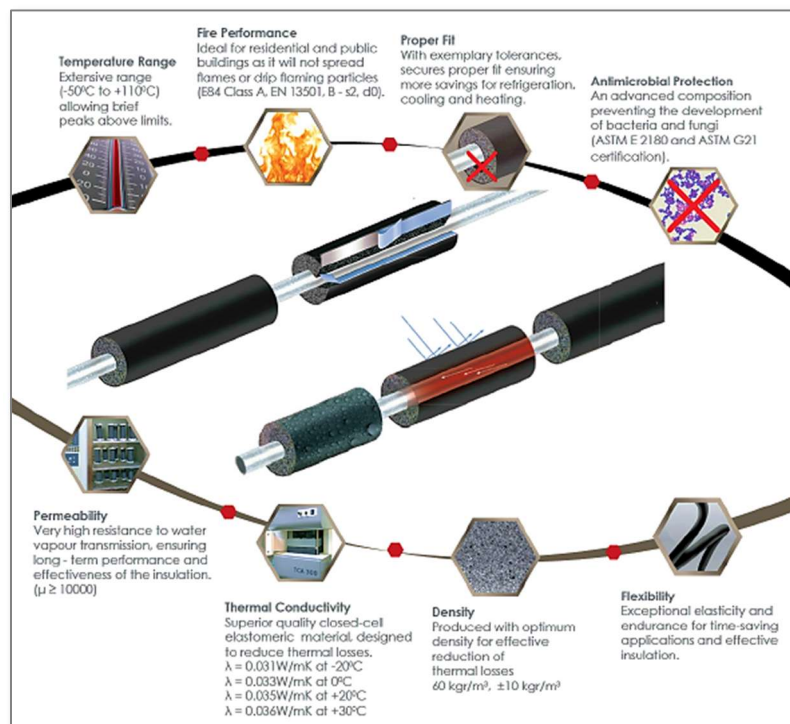 Temperature Range
Extensive range
(-50ºC to +110ºC)
allowing brief
peaks above limits.
Fire Performance
Ideal for residential and public
buildings as it will not spread
flames or drip flaming particles
(E84 Class A, EN 13501, B - s2, d0).
Proper Fit
With exemplary tolerances,
secures proper fit ensuring
more savings for refrigeration,
cooling and heating.
Antimicrobial Protection
An advanced composition
preventing the development
of bacteria and fungi
(ASTM E 2180 and ASTM G21
certification).
Permeability
Very high resistance to water
vapour transmission, ensuring
long - term performance and
effectiveness of the insulation.
(µ ≥ 10000)
Thermal Conductivity
Superior quality closed-cell
elastomeric material, designed
to reduce thermal losses.
λ = 0.031W/mK at -20ºC
λ = 0.033W/mK at 0ºC
λ = 0.035W/mK at +20ºC
λ = 0.036W/mK at +30ºC
Density
Produced with optimum
density for effective
reduction of
thermal losses
60 kgr/m³, ±10 kgr/m³
Flexibility
Exceptional elasticity and
endurance for time-saving
applications and effective
insulation.